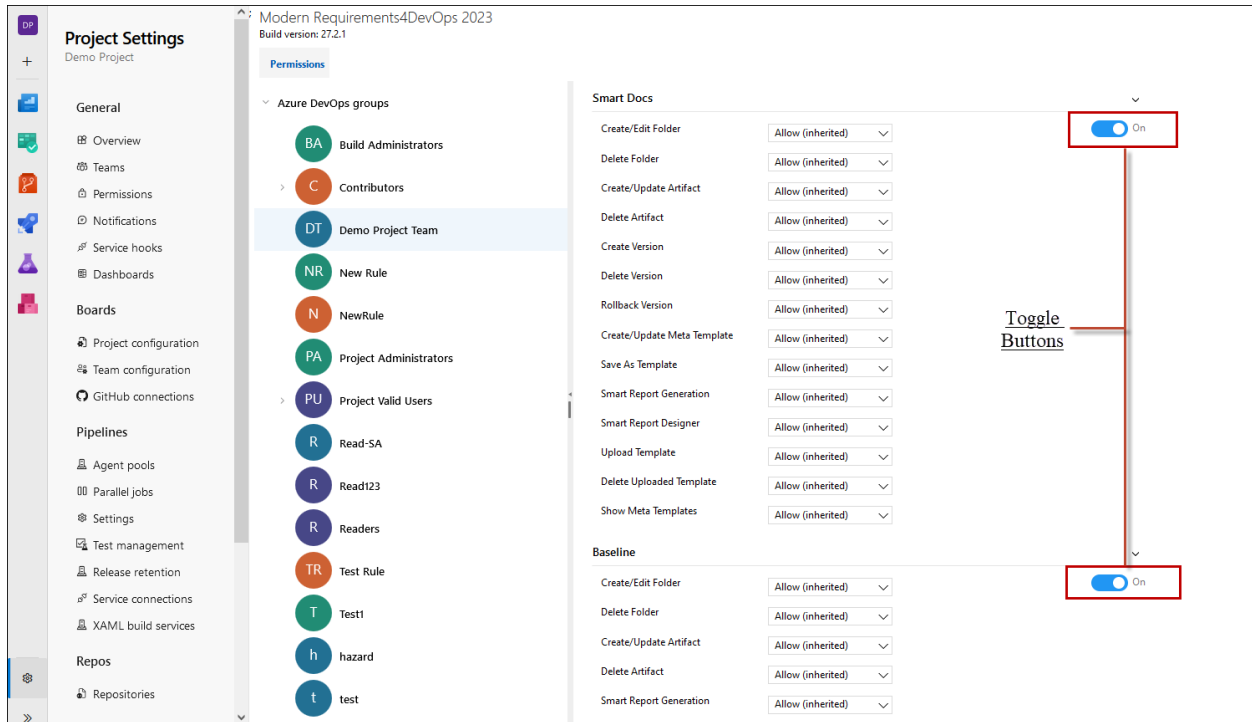 DP
Project Settings
Demo Project
General
Overview
Teams
Permissions
Notifications
Service hooks
Dashboards
Boards
Project configuration
Team configuration
GitHub connections
Pipelines
Agent pools
Parallel jobs
Settings
Test management
Release retention
Service connections
XAML build services
Repos
Repositories
Modern Requirements4DevOps 2023
Build version: 27.2.1
Permissions
Azure DevOps groups
BA Build Administrators
C Contributors
DT Demo Project Team
NR New Rule
N NewRule
PA Project Administrators
PU Project Valid Users
R Read-SA
R Read123
R Readers
TR Test Rule
T Test1
h hazard
t test
Smart Docs
Create/Edit Folder Allow (inherited) On
Delete Folder Allow (inherited)
Create/Update Artifact Allow (inherited)
Delete Artifact Allow (inherited)
Create Version Allow (inherited)
Delete Version Allow (inherited)
Rollback Version Allow (inherited)
Create/Update Meta Template Allow (inherited)
Save As Template Allow (inherited)
Smart Report Generation Allow (inherited)
Smart Report Designer Allow (inherited)
Upload Template Allow (inherited)
Delete Uploaded Template Allow (inherited)
Show Meta Templates Allow (inherited)
Toggle
Buttons
Baseline
Create/Edit Folder Allow (inherited) On
Delete Folder Allow (inherited)
Create/Update Artifact Allow (inherited)
Delete Artifact Allow (inherited)
Smart Report Generation Allow (inherited)